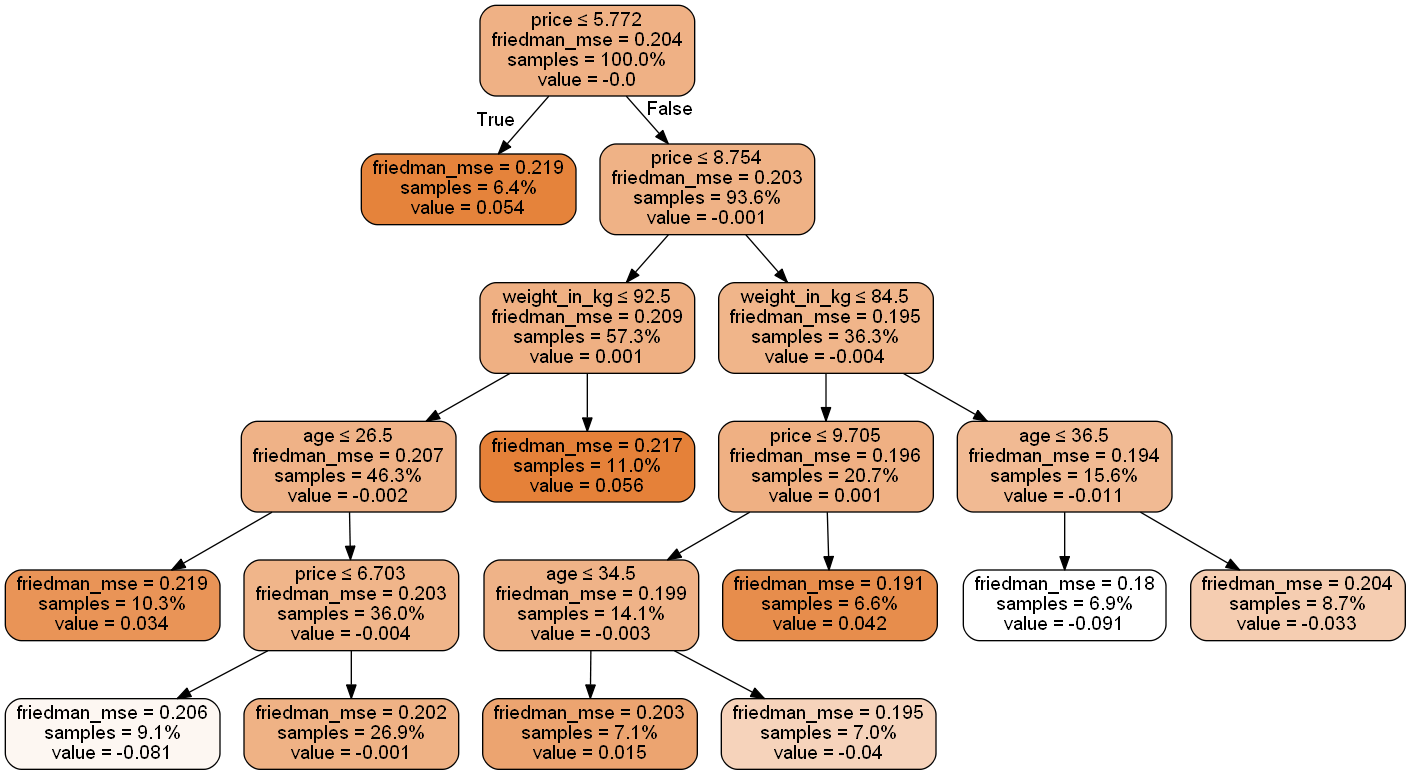 price ≤ 5.772
friedman_mse = 0.204
samples = 100.0%
value = -0.0
True
False
friedman_mse = 0.219
samples = 6.4%
value = 0.054
price ≤ 8.754
friedman_mse = 0.203
samples = 93.6%
value = -0.001
weight_in_kg ≤ 92.5
friedman_mse = 0.209
samples = 57.3%
value = 0.001
weight_in_kg ≤ 84.5
friedman_mse = 0.195
samples = 36.3%
value = -0.004
age ≤ 26.5
friedman_mse = 0.207
samples = 46.3%
value = -0.002
friedman_mse = 0.217
samples = 11.0%
value = 0.056
price ≤ 9.705
friedman_mse = 0.196
samples = 20.7%
value = 0.001
age ≤ 36.5
friedman_mse = 0.194
samples = 15.6%
value = -0.011
friedman_mse = 0.219
samples = 10.3%
value = 0.034
price ≤ 6.703
friedman_mse = 0.203
samples = 36.0%
value = -0.004
age ≤ 34.5
friedman_mse = 0.199
samples = 14.1%
value = -0.003
friedman_mse = 0.191
samples = 6.6%
value = 0.042
friedman_mse = 0.18
samples = 6.9%
value = -0.091
friedman_mse = 0.204
samples = 8.7%
value = -0.033
friedman_mse = 0.206
samples = 9.1%
value = -0.081
friedman_mse = 0.202
samples = 26.9%
value = -0.001
friedman_mse = 0.203
samples = 7.1%
value = 0.015
friedman_mse = 0.195
samples = 7.0%
value = -0.04